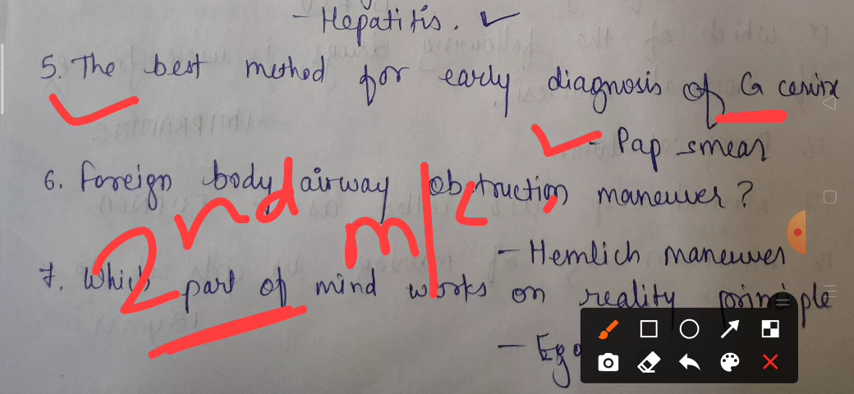 - Hepatitis.
5. The best method for early diagnosis of Ca cervix
- Pap smear
6. Foreign body airway obstruction maneuver ?
2nd m/c
- Hemlich maneuver
7. Which part of mind works on reality principle
- Ego